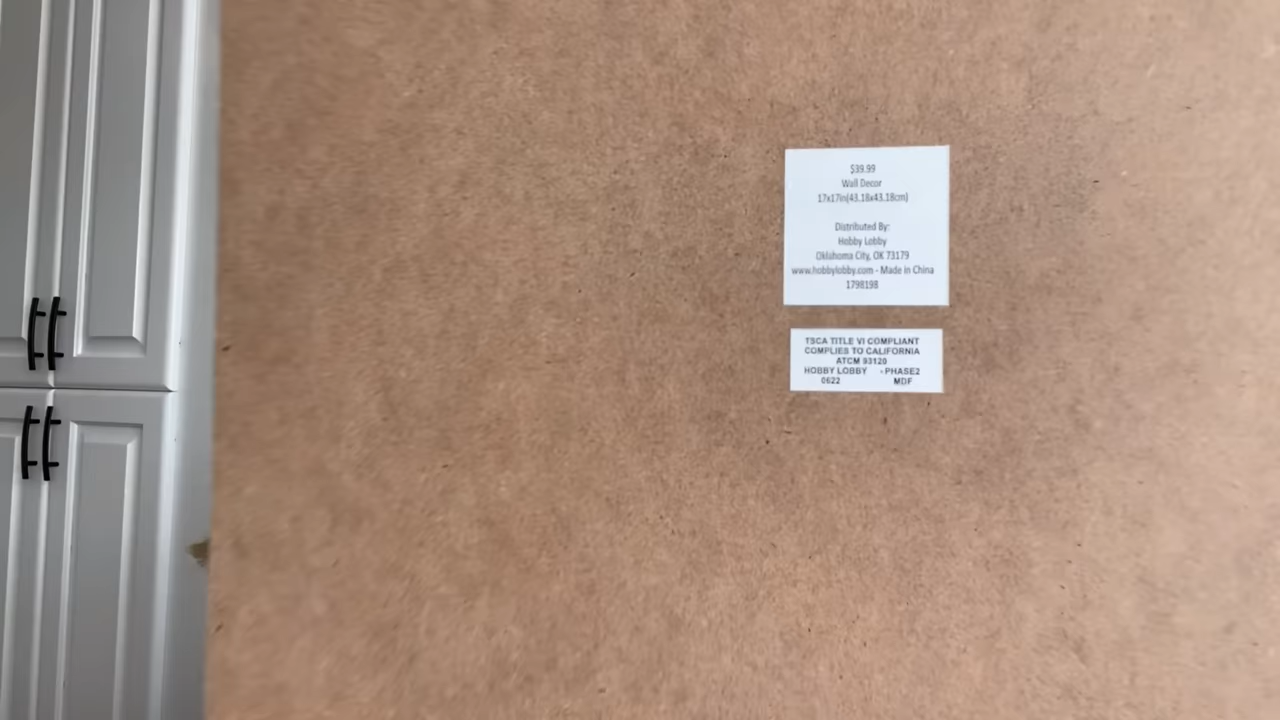 $39.99
Wall Decor
17x17in(43.18x43.18cm)
Distributed By:
Hobby Lobby
Oklahoma City, OK 73179
www.hobbylobby.com - Made in China
1798198
TSCA TITLE VI COMPLIANT
COMPLIES TO CALIFORNIA
ATCM 93120
HOBBY LOBBY - PHASE2
0622 MDF